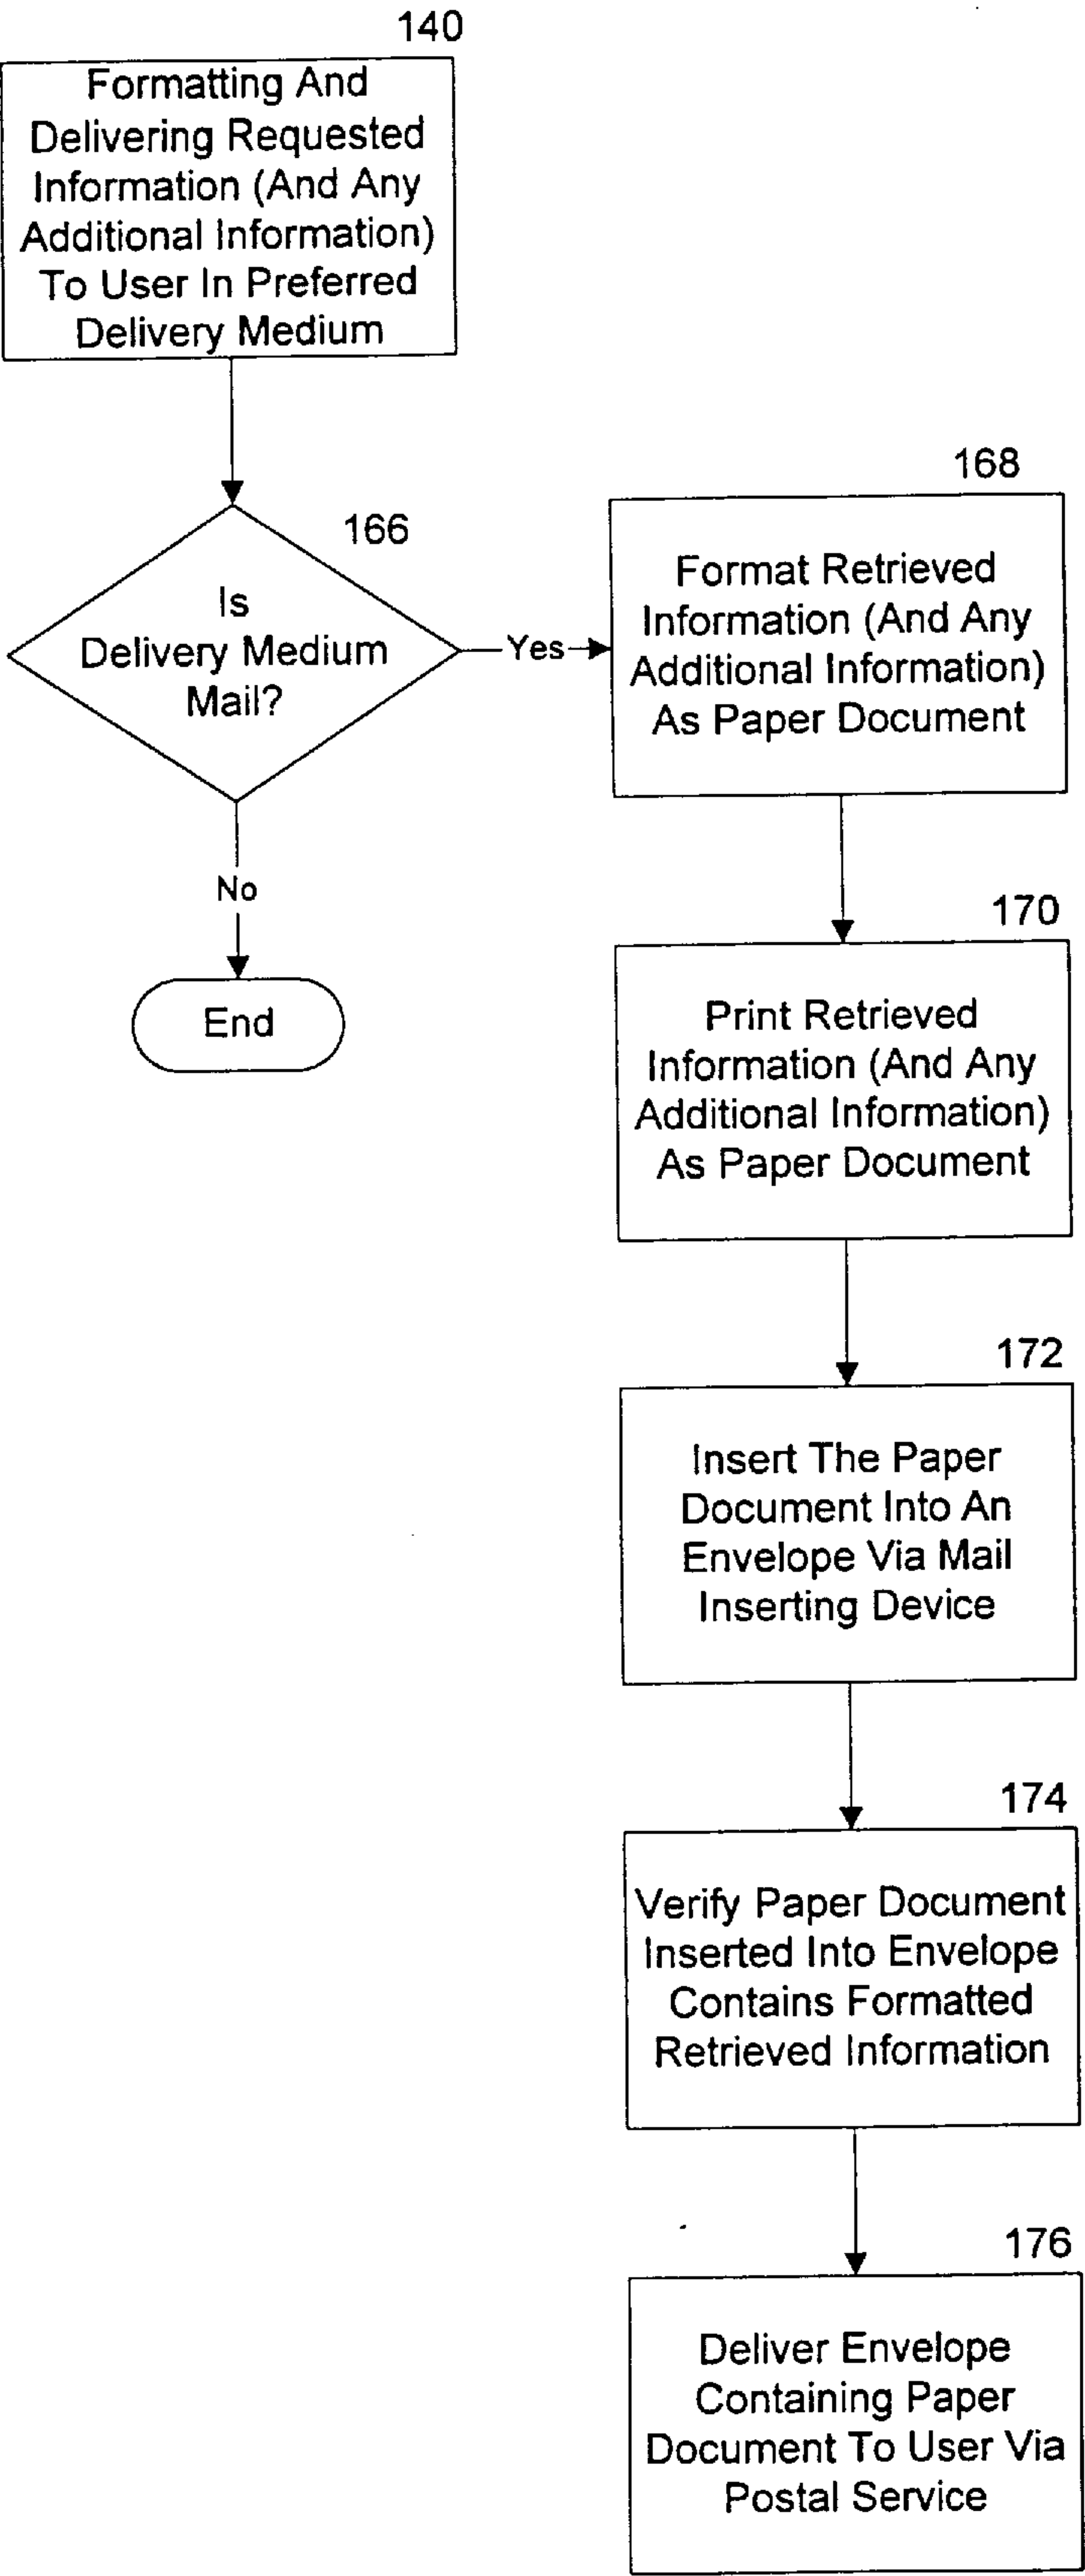 140
Formatting And
Delivering Requested
Information (And Any
Additional Information)
To User In Preferred
Delivery Medium
166
Is
Delivery Medium
Mail?
Yes
No
End
168
Format Retrieved
Information (And Any
Additional Information)
As Paper Document
170
Print Retrieved
Information (And Any
Additional Information)
As Paper Document
172
Insert The Paper
Document Into An
Envelope Via Mail
Inserting Device
174
Verify Paper Document
Inserted Into Envelope
Contains Formatted
Retrieved Information
176
Deliver Envelope
Containing Paper
Document To User Via
Postal Service